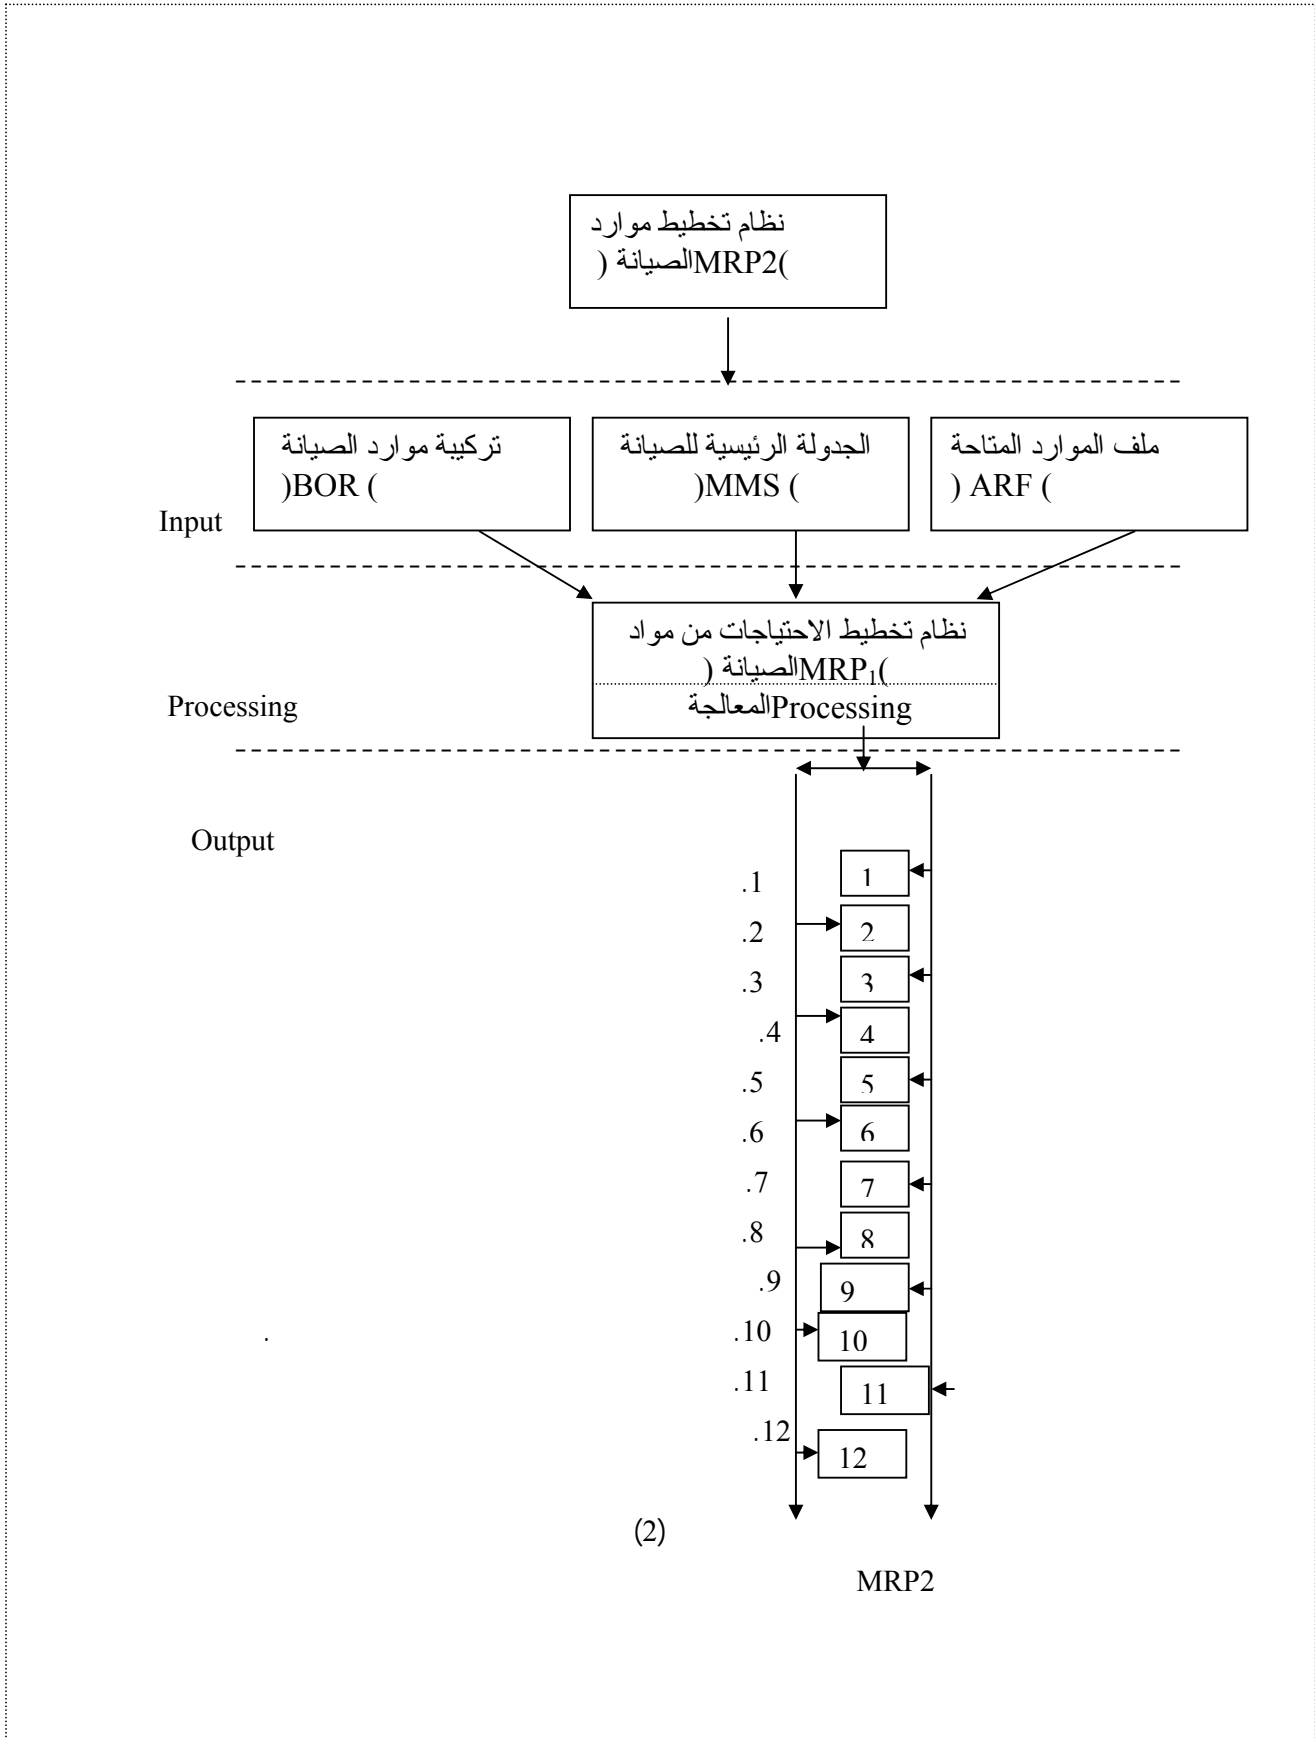 نظام تخطيط موارد
الصيانة (MRP2)
تركيبة موارد الصيانة
(BOR )
الجدولة الرئيسية للصيانة
(MMS )
ملف الموارد المتاحة
( ARF )
Input
نظام تخطيط الاحتياجات من مواد
الصيانة (MRP₁)
المعالجة Processing
Processing
Output
.1
1
.2
2
.3
3
.4
4
.5
5
.6
6
.7
7
.8
8
.9
9
.10
10
.
.11
11
.12
12
(2)
MRP2